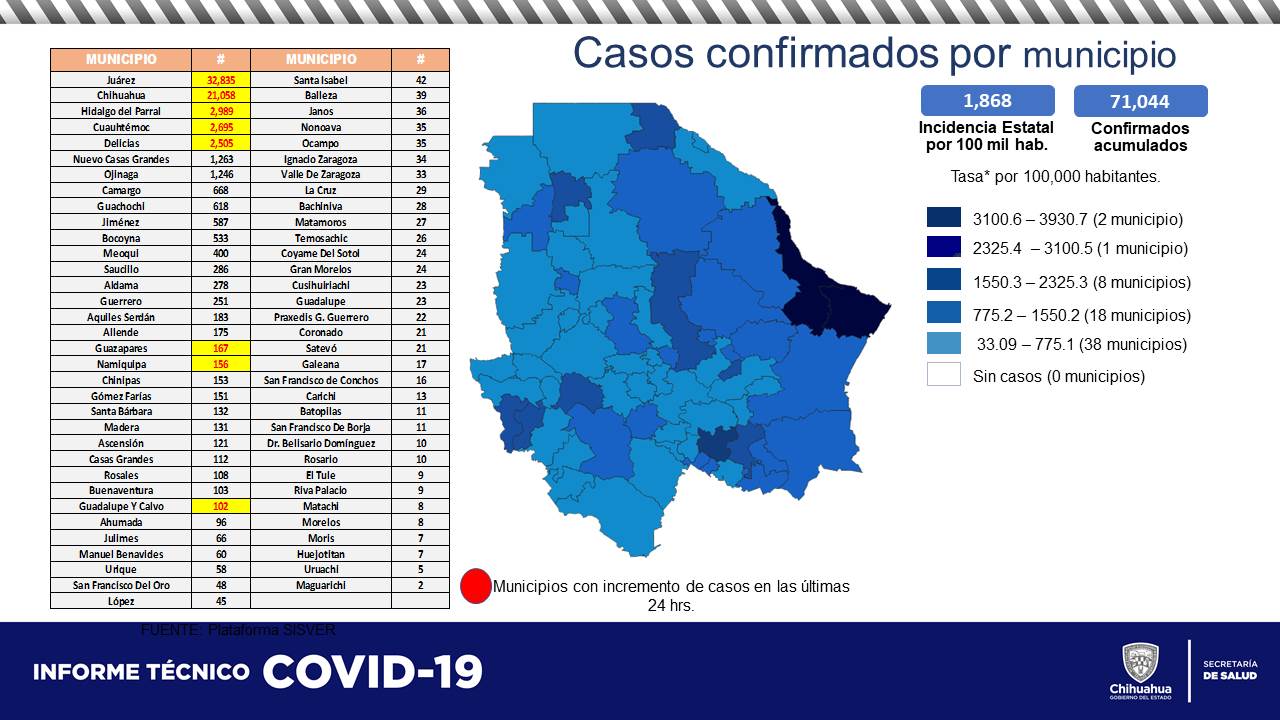 Casos confirmados por municipio
MUNICIPIO # MUNICIPIO #
Juárez 32,835 Santa Isabel 42
Chihuahua 21,058 Balleza 39
Hidalgo del Parral 2,989 Janos 36
Cuauhtémoc 2,695 Nonoava 35
Delicias 2,505 Ocampo 35
Nuevo Casas Grandes 1,263 Ignacio Zaragoza 34
Ojinaga 1,246 Valle De Zaragoza 33
Camargo 668 La Cruz 29
Guachochi 618 Bachiniva 28
Jiménez 587 Matamoros 27
Bocoyna 533 Temosachic 26
Meoqui 400 Coyame Del Sotol 24
Saucillo 286 Gran Morelos 24
Aldama 278 Cusihuiriachi 23
Guerrero 251 Guadalupe 23
Aquiles Serdán 183 Praxedis G. Guerrero 22
Allende 175 Coronado 21
Guazapares 167 Satevó 21
Namiquipa 156 Galeana 17
Chinipas 153 San Francisco de Conchos 16
Gómez Farías 151 Carichi 13
Santa Bárbara 132 Batopilas 11
Madera 131 San Francisco De Borja 11
Ascensión 121 Dr. Belisario Domínguez 10
Casas Grandes 112 Rosario 10
Rosales 108 El Tule 9
Buenaventura 103 Riva Palacio 9
Guadalupe Y Calvo 102 Matachi 8
Ahumada 96 Morelos 8
Julimes 66 Moris 7
Manuel Benavides 60 Huejotitan 7
Urique 58 Uruachi 5
San Francisco Del Oro 48 Maguarichi 2
López 45
1,868 71,044
Incidencia Estatal Confirmados
por 100 mil hab. acumulados
Tasa* por 100,000 habitantes.
3100.6 – 3930.7 (2 municipio)
2325.4 – 3100.5 (1 municipio)
1550.3 – 2325.3 (8 municipios)
775.2 – 1550.2 (18 municipios)
33.09 – 775.1 (38 municipios)
Sin casos (0 municipios)
Municipios con incremento de casos en las últimas
24 hrs.
FUENTE: Plataforma SISVER
INFORME TÉCNICO COVID-19
Chihuahua
GOBIERNO DEL ESTADO
SECRETARÍA
DE SALUD